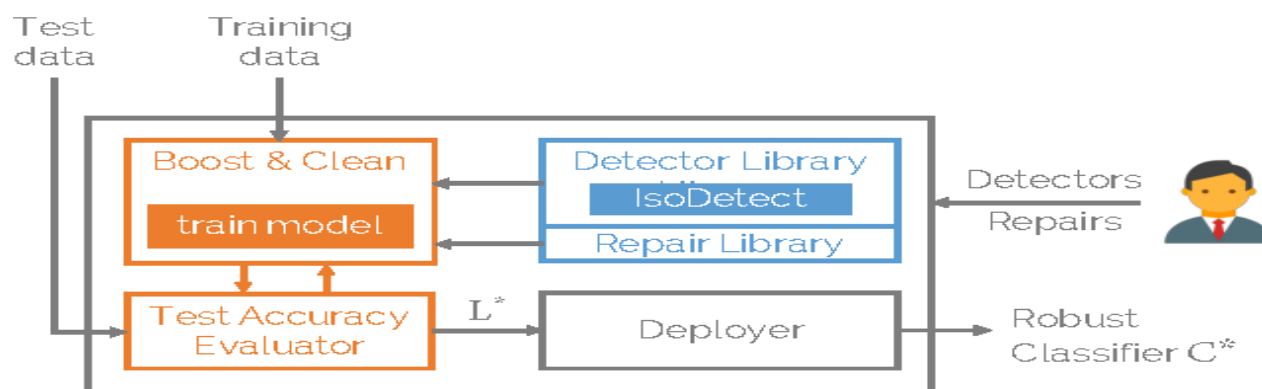 Test
data
Training
data
Boost & Clean
train model
Detector Library
IsoDetect
Repair Library
Detectors
Repairs
Test Accuracy
Evaluator
L*
Deployer
Robust
Classifier C*